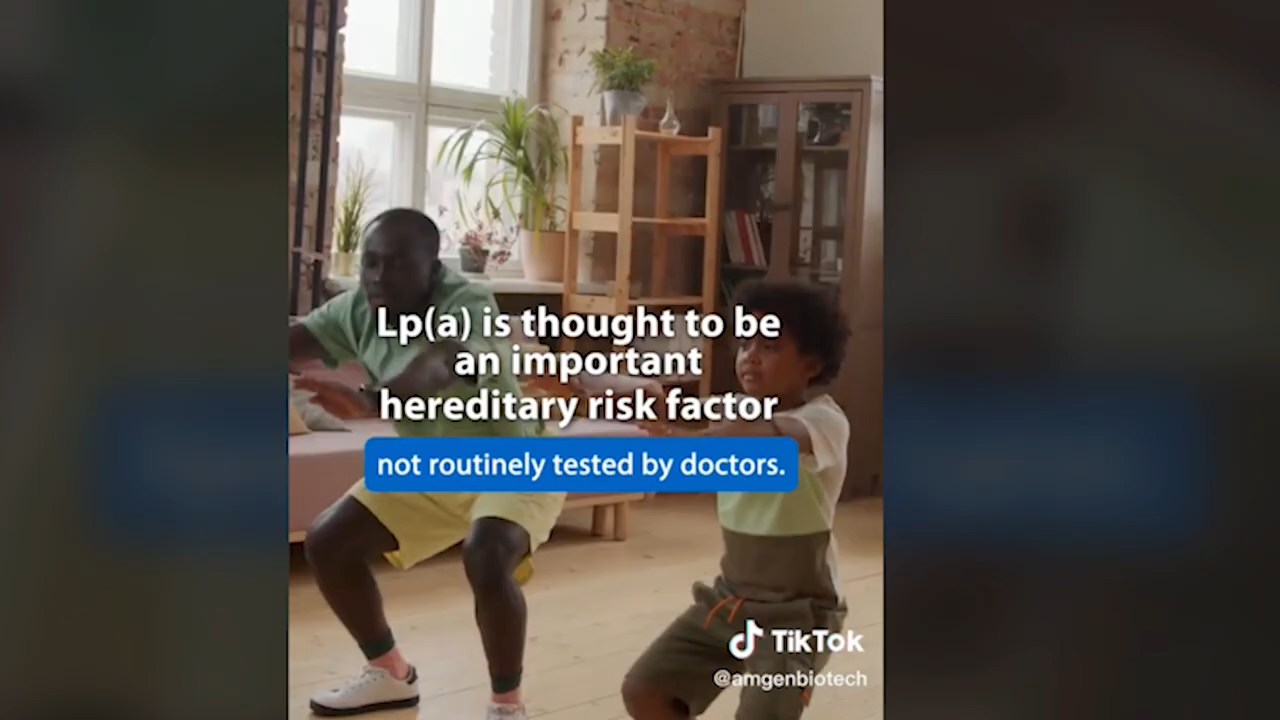 Lp(a) is thought to be
an important
hereditary risk factor
not routinely tested by doctors.
TikTok
@amgenbiotech